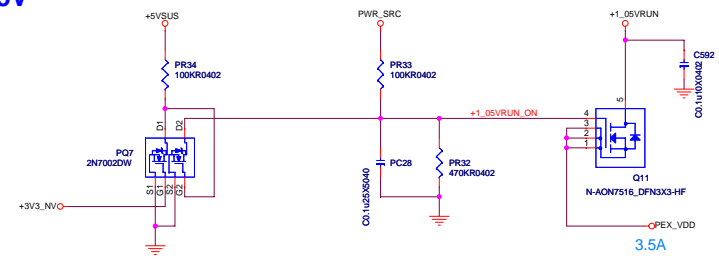 +5VSUS
PWR_SRC
+1_05VRUN
PR34
100KR0402
PR33
100KR0402
C592
C0.1u10X0402
D1
D2
+1_05VRUN_ON
5
4
3
2
1
PQ7
2N7002DW
PC28
C0.1u25X5040
PR32
470KR0402
Q11
N-AON7516_DFN3X3-HF
S1
G1
S2
G2
+3V3_NV
PEX_VDD
3.5A